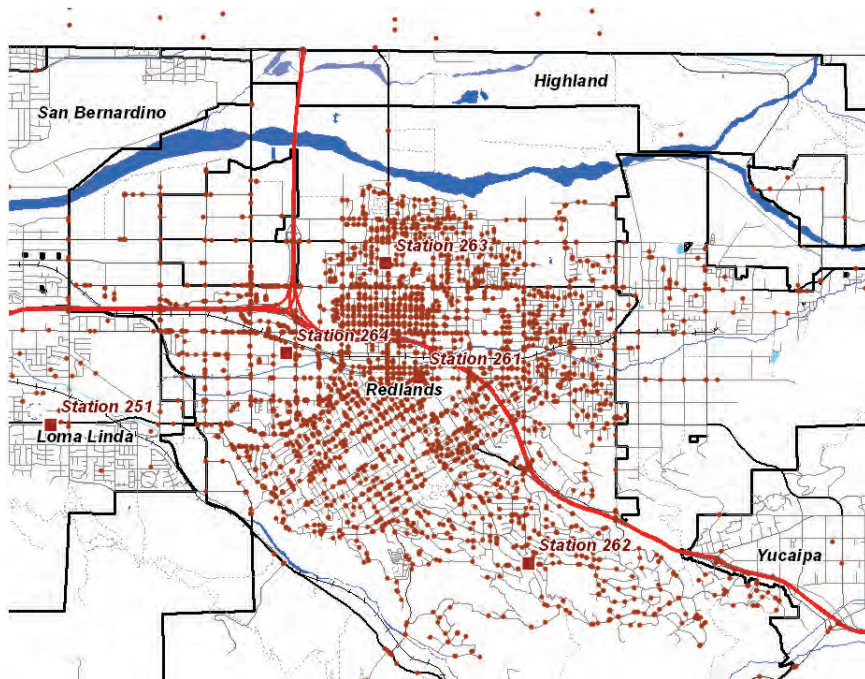 Highland
San Bernardino
Station 263
Station 264
Station 261
Redlands
Station 251
Loma Linda
Station 262
Yucaipa